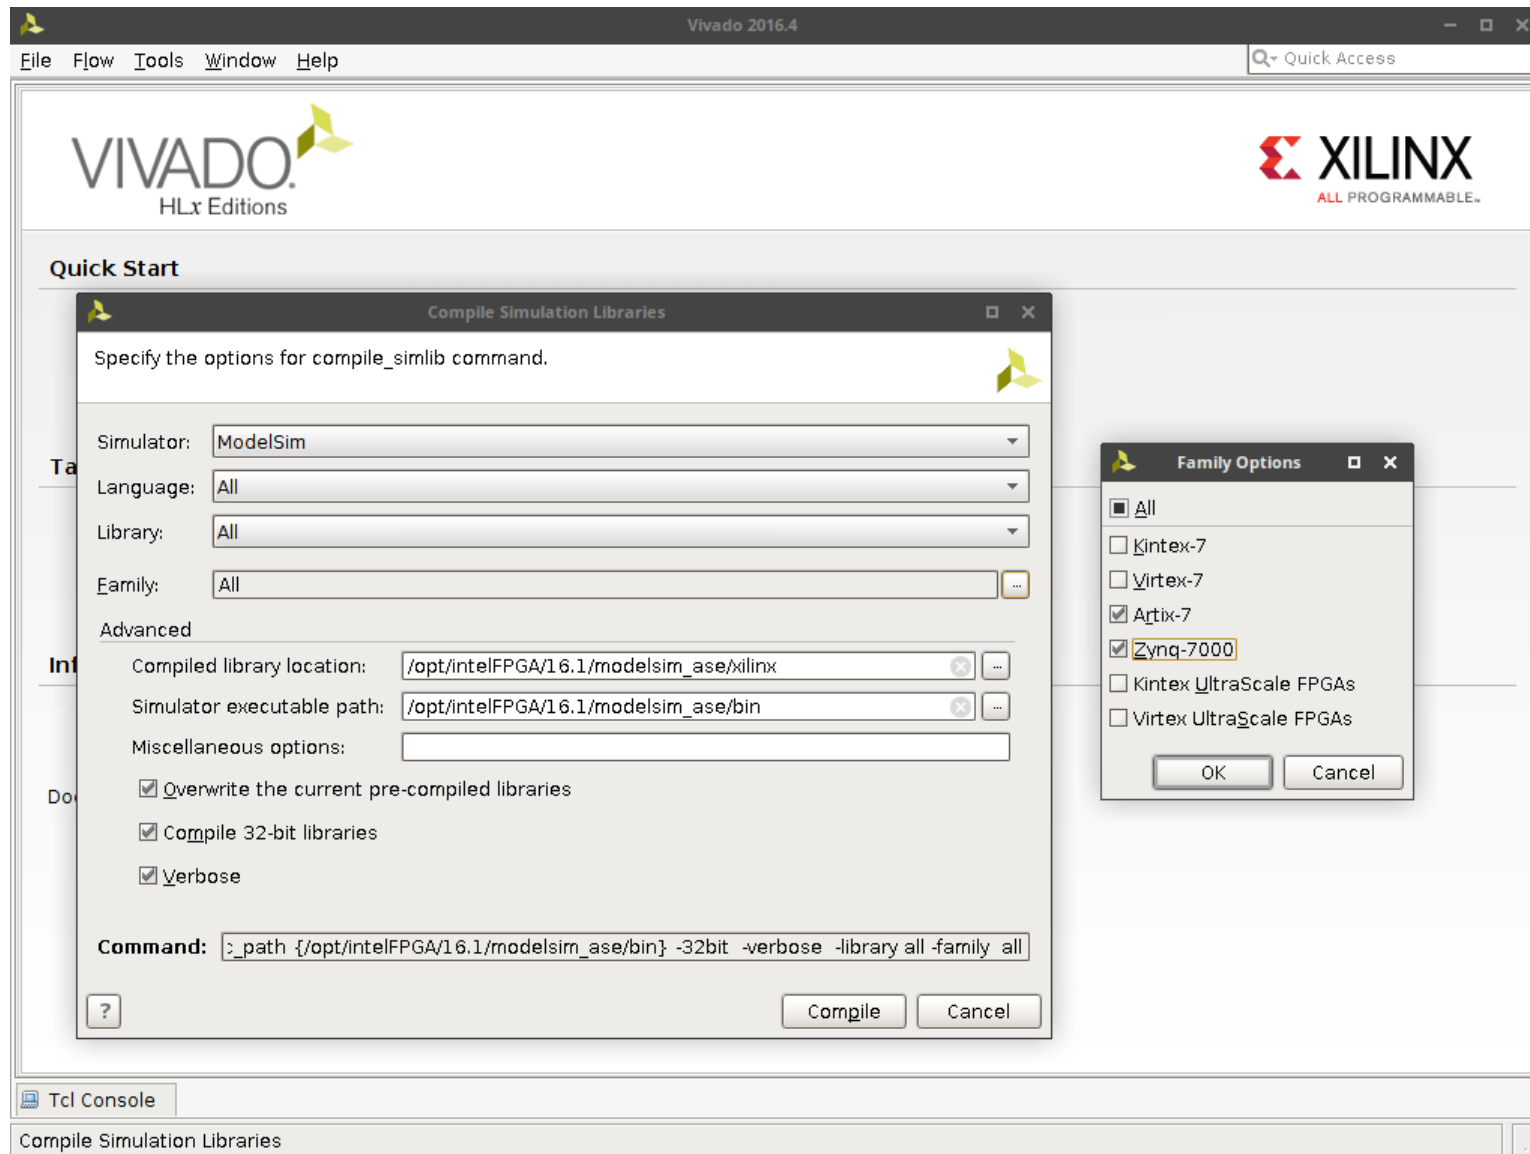 Vivado 2016.4
File Flow Tools Window Help
Quick Access
VIVADO.
HLx Editions
XILINX
ALL PROGRAMMABLE™
Quick Start
Compile Simulation Libraries
Specify the options for compile_simlib command.
Simulator: ModelSim
Language: All
Library: All
Family: All ...
Advanced
Compiled library location: /opt/intelFPGA/16.1/modelsim_ase/xilinx ...
Simulator executable path: /opt/intelFPGA/16.1/modelsim_ase/bin ...
Miscellaneous options:
Overwrite the current pre-compiled libraries
Compile 32-bit libraries
Verbose
Command: c_path {/opt/intelFPGA/16.1/modelsim_ase/bin} -32bit -verbose -library all -family all
? Compile Cancel
Ta
Inf
Do
Family Options
All
Kintex-7
Virtex-7
Artix-7
Zynq-7000
Kintex UltraScale FPGAs
Virtex UltraScale FPGAs
OK Cancel
Tcl Console
Compile Simulation Libraries